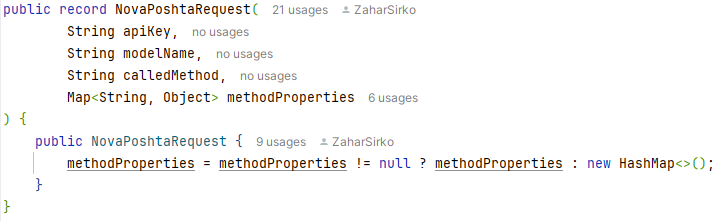 public record NovaPoshtaRequest( 21 usages ZaharSirko
String apiKey, no usages
String modelName, no usages
String calledMethod, no usages
Map<String, Object> methodProperties 6 usages
) {
public NovaPoshtaRequest { 9 usages ZaharSirko
methodProperties = methodProperties != null ? methodProperties : new HashMap<>();
}
}